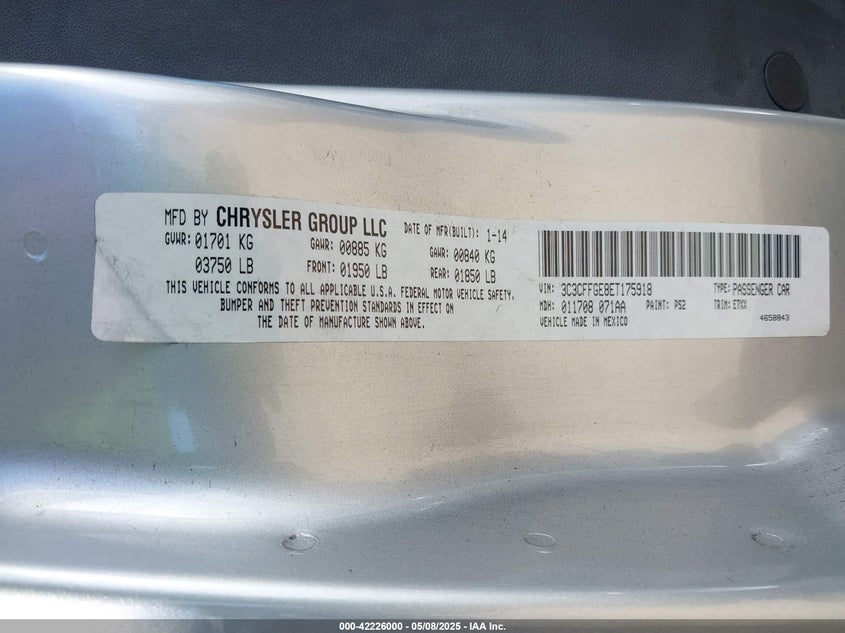 MFD BY CHRYSLER GROUP LLC DATE OF MFR(BUILT): 1-14
GVWR: 01701 KG GAWR: 00885 KG GAWR: 00840 KG
03750 LB FRONT: 01950 LB REAR: 01850 LB
THIS VEHICLE CONFORMS TO ALL APPLICABLE U.S.A. FEDERAL MOTOR VEHICLE SAFETY,
BUMPER AND THEFT PREVENTION STANDARDS IN EFFECT ON
THE DATE OF MANUFACTURE SHOWN ABOVE.
VIN: 3C3CFFGE8ET175918 TYPE: PASSENGER CAR
MDH: 011708 071AA PAINT: PS2 TRIM: E7XX
VEHICLE MADE IN MEXICO 4658843
000-42226000 - 05/08/2025 - IAA Inc.